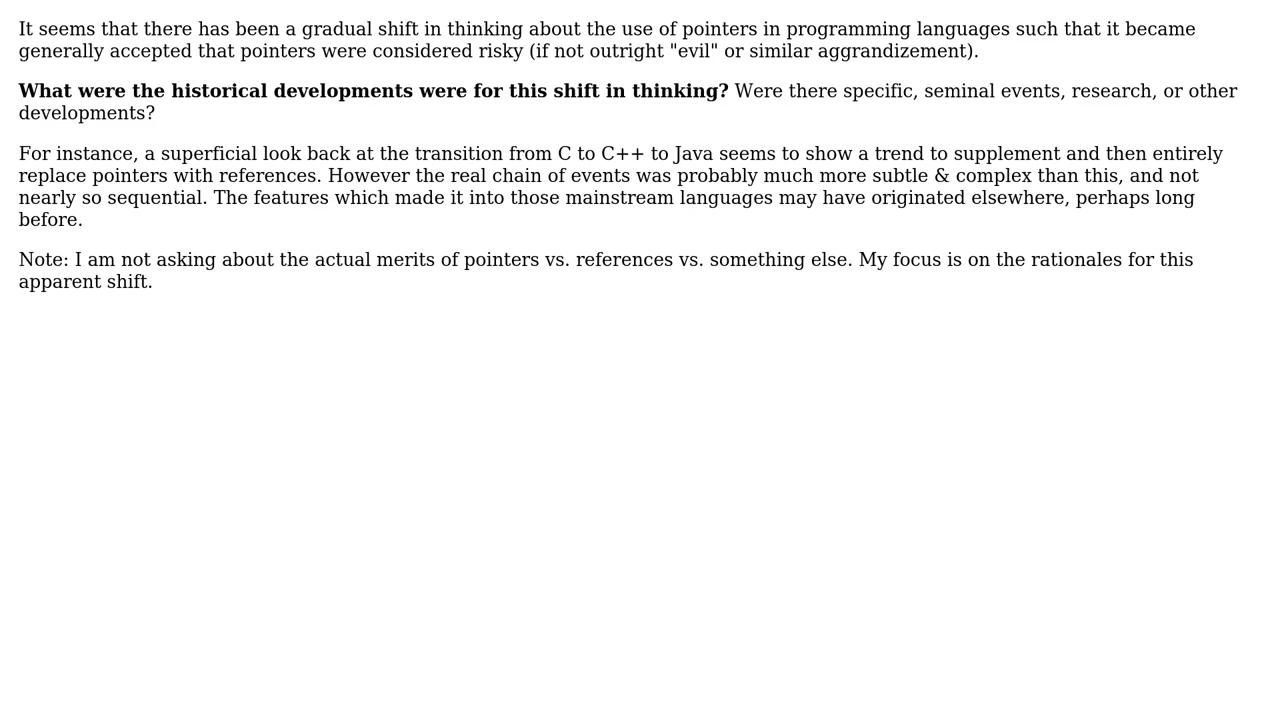 It seems that there has been a gradual shift in thinking about the use of pointers in programming languages such that it became
generally accepted that pointers were considered risky (if not outright "evil" or similar aggrandizement).
What were the historical developments were for this shift in thinking? Were there specific, seminal events, research, or other
developments?
For instance, a superficial look back at the transition from C to C++ to Java seems to show a trend to supplement and then entirely
replace pointers with references. However the real chain of events was probably much more subtle & complex than this, and not
nearly so sequential. The features which made it into those mainstream languages may have originated elsewhere, perhaps long
before.
Note: I am not asking about the actual merits of pointers vs. references vs. something else. My focus is on the rationales for this
apparent shift.